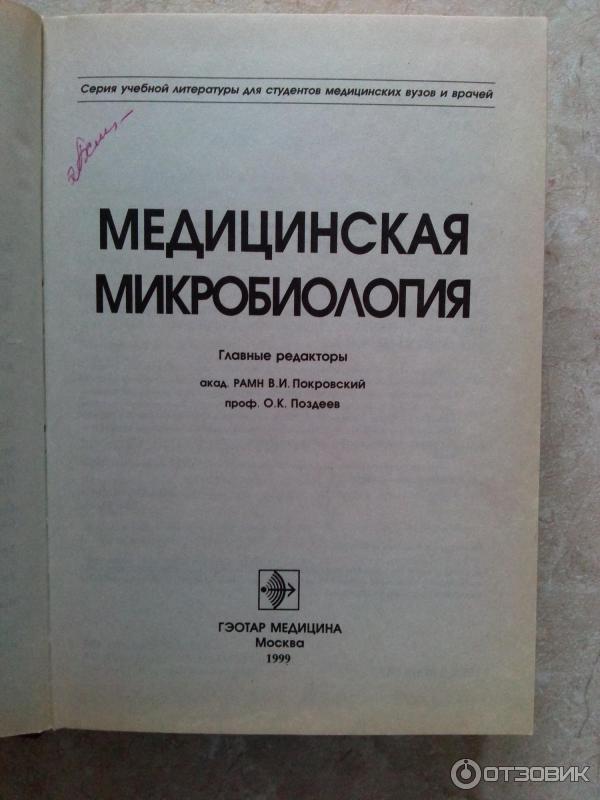 Серия учебной литературы для студентов медицинских вузов и врачей
МЕДИЦИНСКАЯ
МИКРОБИОЛОГИЯ
Главные редакторы
акад. РАМН В.И. Покровский
проф. О.К. Поздеев
ГЭОТАР МЕДИЦИНА
Москва
1999
ОТЗОВИК